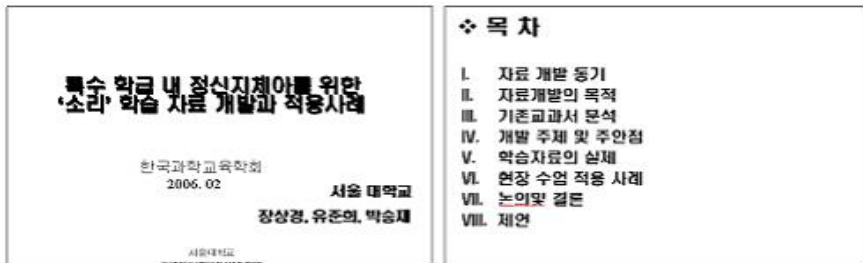 특수 학급 내 정신지체아를 위한
‘소리’ 학습 자료 개발과 적용사례
한국과학교육학회
2006. 02
서울 대학교
장상경, 유준희, 박승재
서울대학교
❖ 목 차
I. 자료 개발 동기
II. 자료개발의 목적
III. 기존교과서 분석
IV. 개발 주제 및 주안점
V. 학습자료의 실제
VI. 현장 수업 적용 사례
VII. 논의및 결론
VIII. 제언